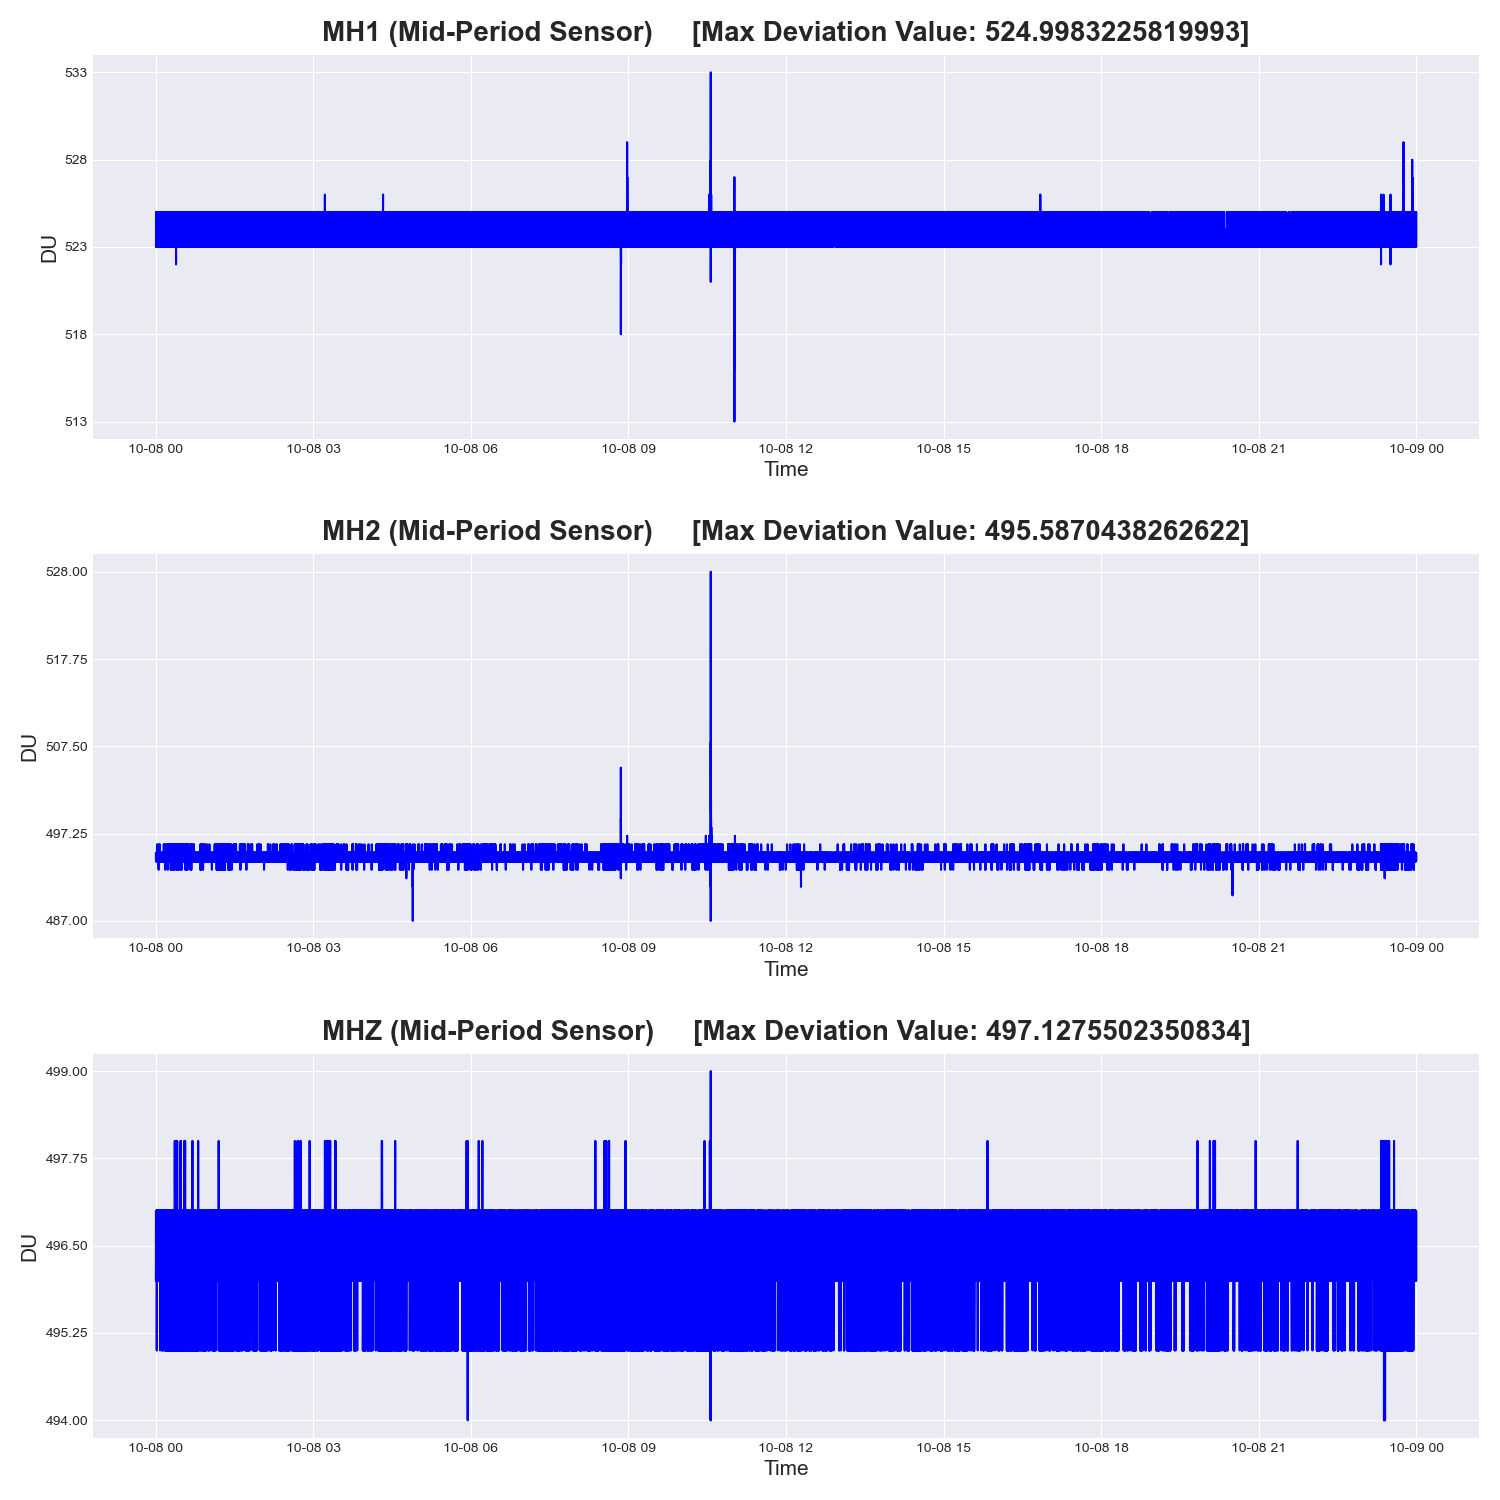 MH1 (Mid-Period Sensor) [Max Deviation Value: 524.9983225819993]
533
528
523
518
513
DU
10-08 00 10-08 03 10-08 06 10-08 09 10-08 12 10-08 15 10-08 18 10-08 21 10-09 00
Time
MH2 (Mid-Period Sensor) [Max Deviation Value: 495.5870438262622]
528.00
517.75
507.50
497.25
487.00
DU
10-08 00 10-08 03 10-08 06 10-08 09 10-08 12 10-08 15 10-08 18 10-08 21 10-09 00
Time
MHZ (Mid-Period Sensor) [Max Deviation Value: 497.1275502350834]
499.00
497.75
496.50
495.25
494.00
DU
10-08 00 10-08 03 10-08 06 10-08 09 10-08 12 10-08 15 10-08 18 10-08 21 10-09 00
Time